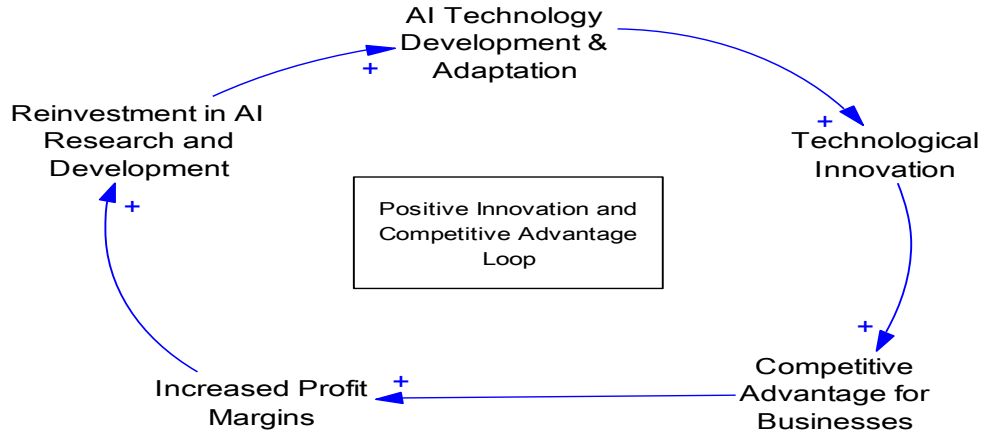 AI Technology
Development &
Adaptation
+
+
Reinvestment in AI
Research and
Development
Technological
Innovation
+
Positive Innovation and
Competitive Advantage
Loop
+
Competitive
Advantage for
Businesses
+
Increased Profit
Margins